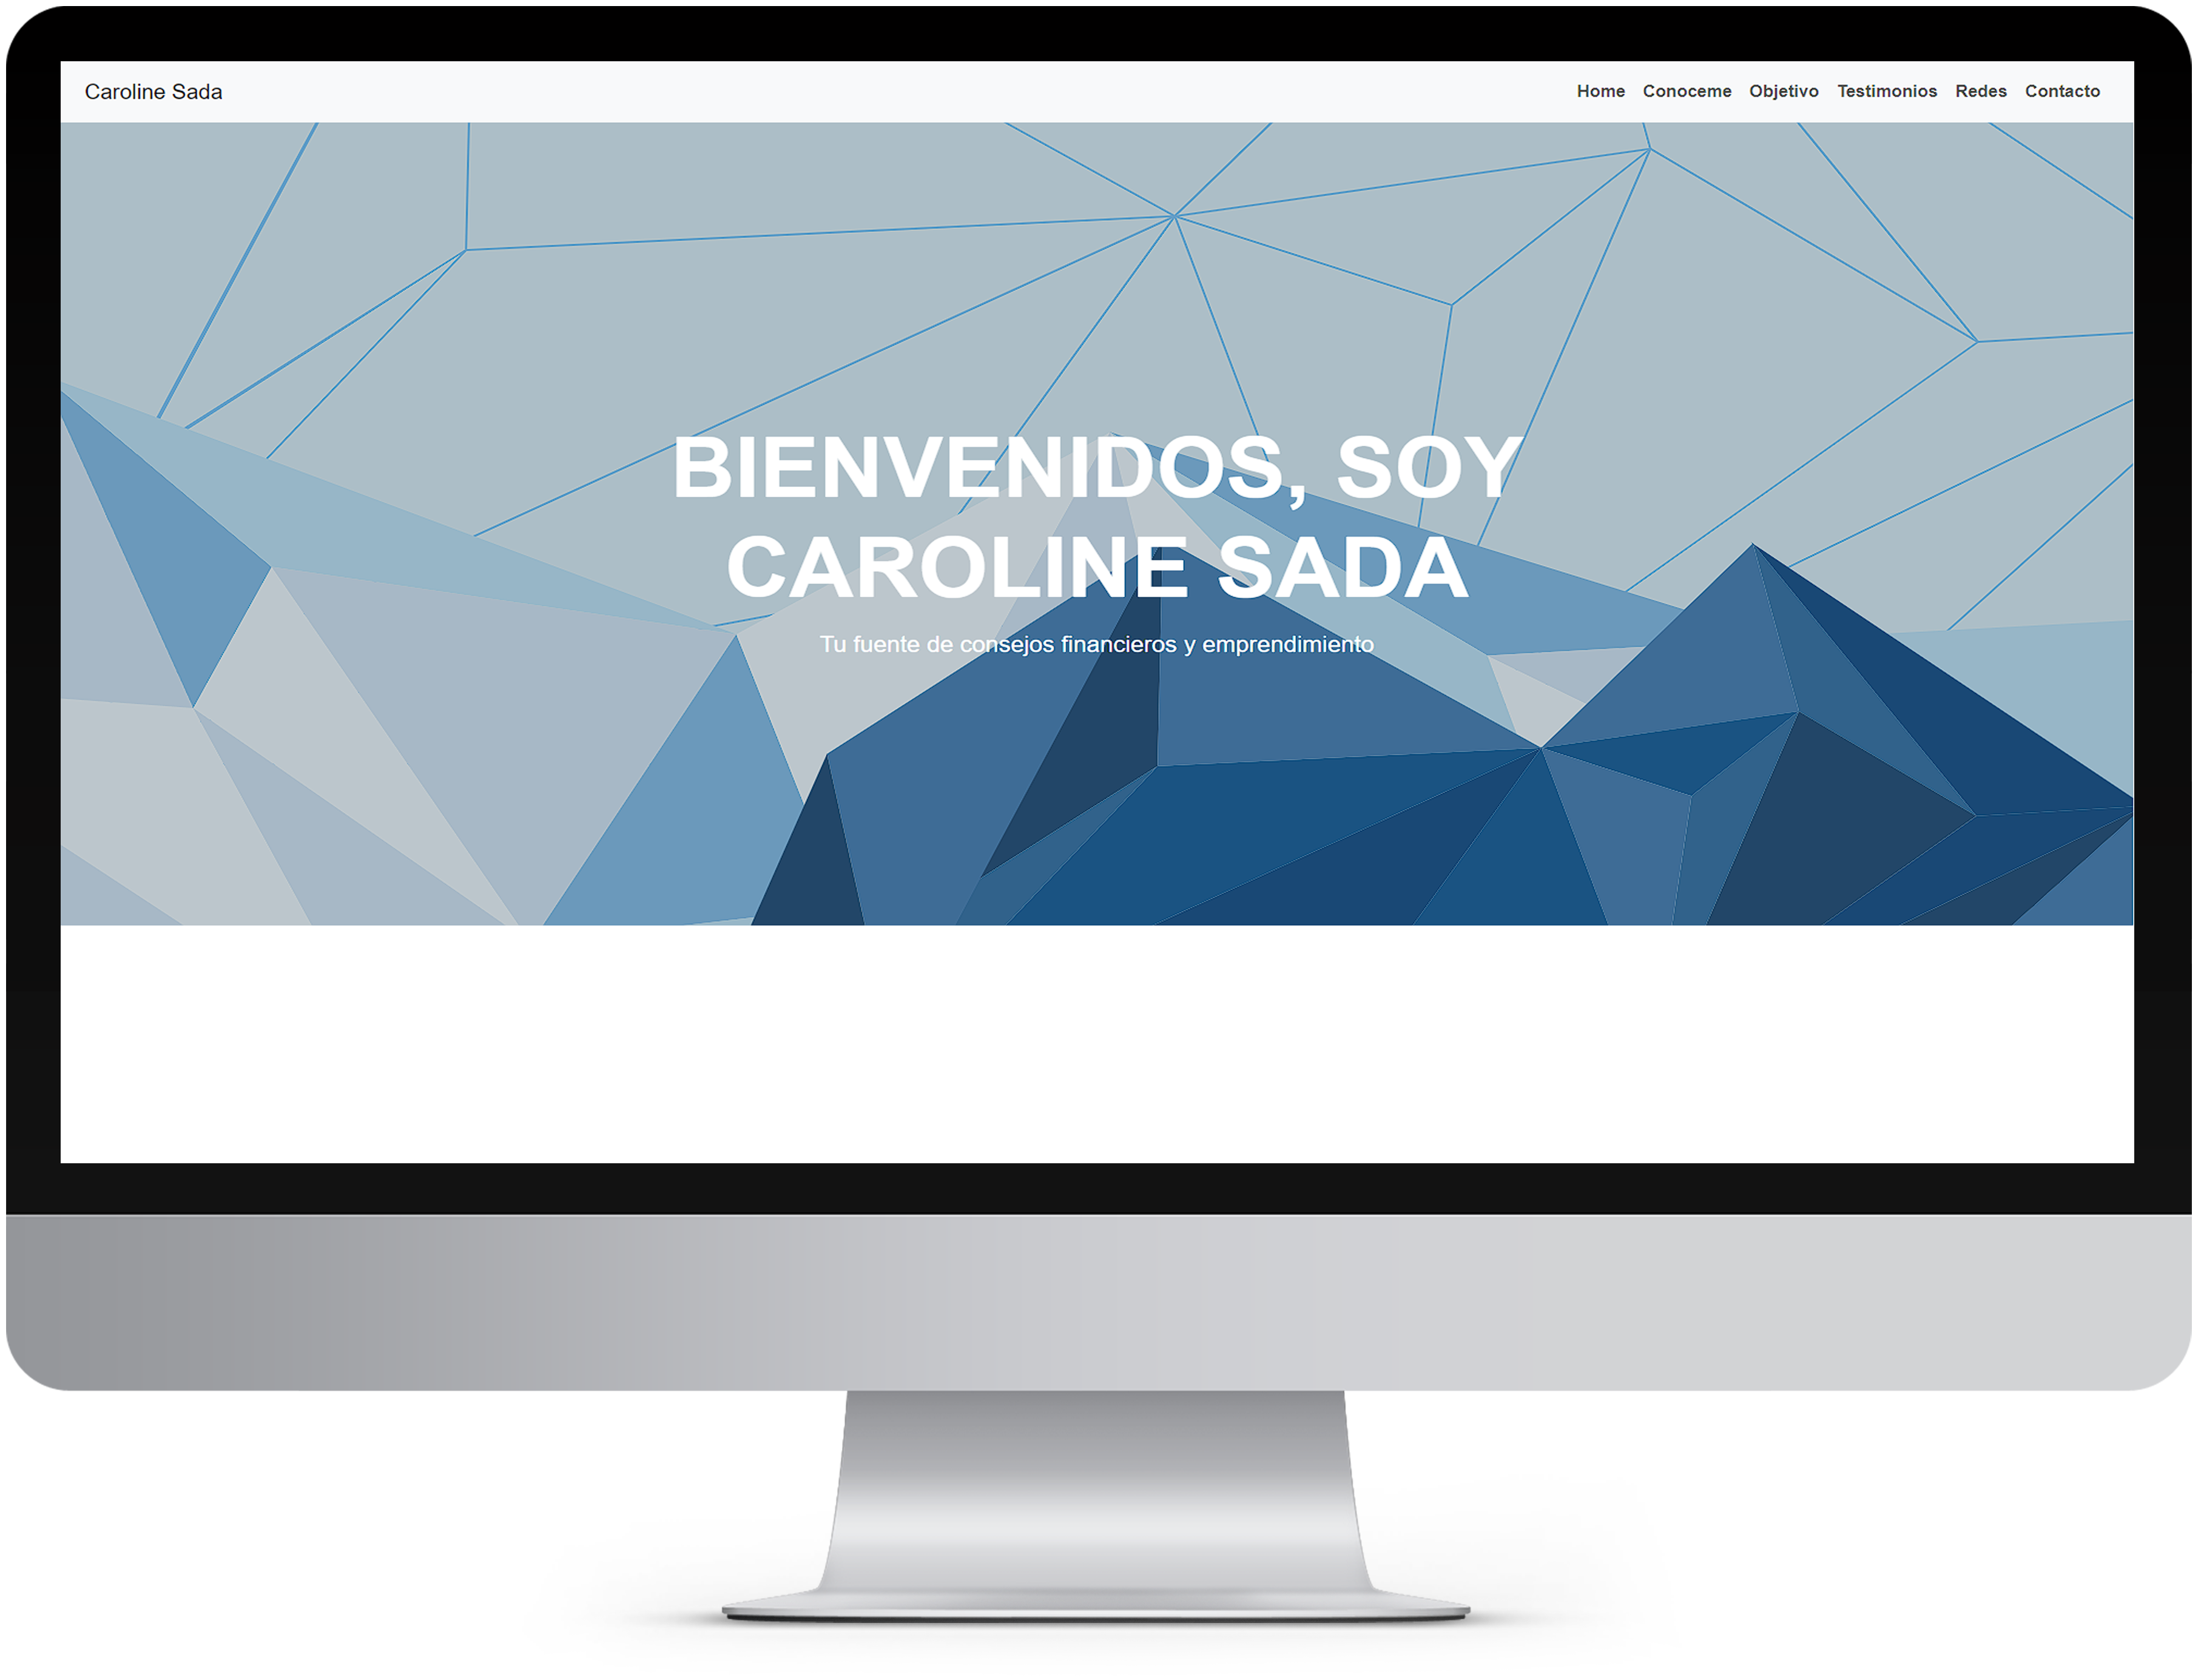 Caroline Sada
Home Conoceme Objetivo Testimonios Redes Contacto
BIENVENIDOS, SOY
CAROLINE SADA
Tu fuente de consejos financieros y emprendimiento